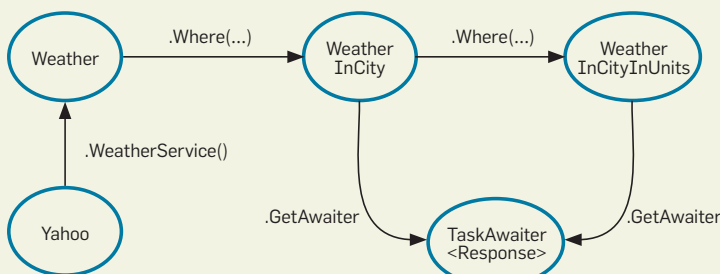 .Where(...)
.Where(...)
Weather
Weather
InCity
Weather
InCityInUnits
.WeatherService()
.GetAwaiter
.GetAwaiter
Yahoo
TaskAwaiter
<Response>